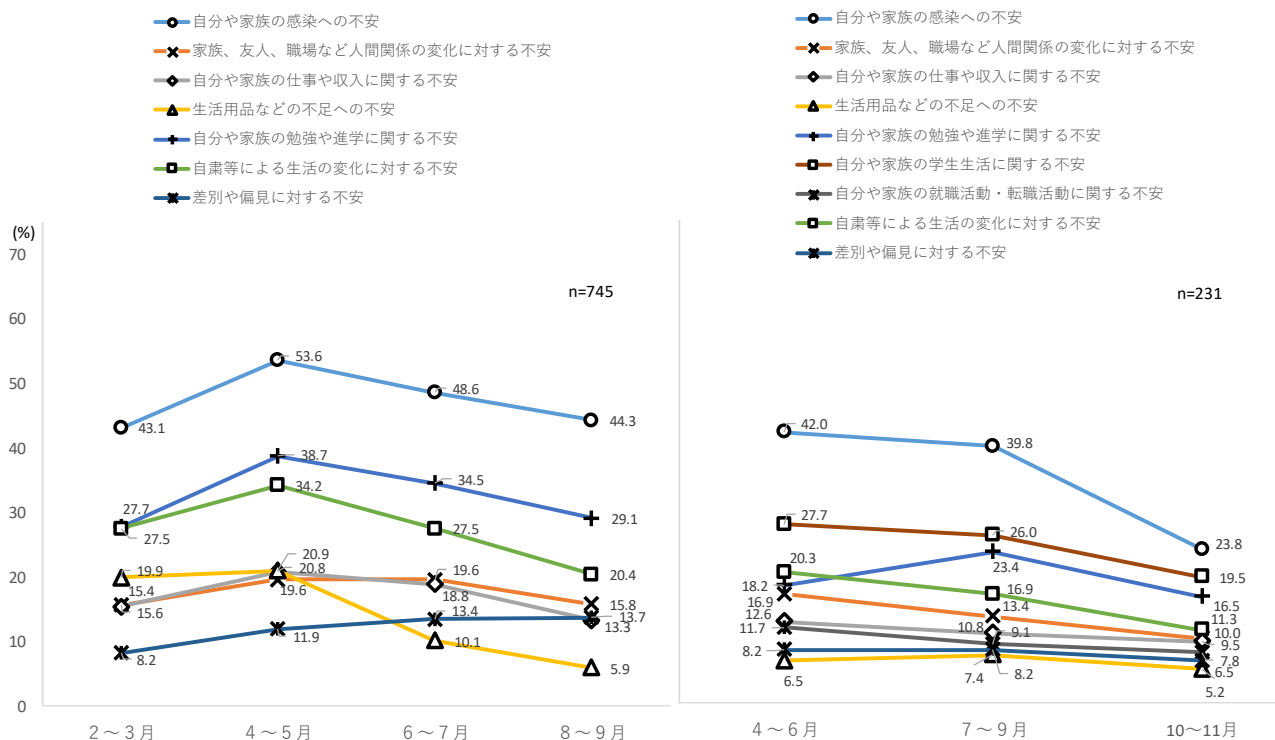 自分や家族の感染への不安
家族、友人、職場など人間関係の変化に対する不安
自分や家族の仕事や収入に関する不安
生活用品などの不足への不安
自分や家族の勉強や進学に関する不安
自粛等による生活の変化に対する不安
差別や偏見に対する不安
(%)
70
60
50
40
30
20
10
0
n=745
53.6
48.6
44.3
43.1
38.7
34.5
34.2
29.1
27.7
27.5
27.5
20.9
20.8
20.4
19.9
19.6
19.6
18.8
15.4
15.6
15.8
13.4
13.7
13.3
11.9
10.1
8.2
5.9
2～3月
4～5月
6～7月
8～9月
自分や家族の感染への不安
家族、友人、職場など人間関係の変化に対する不安
自分や家族の仕事や収入に関する不安
生活用品などの不足への不安
自分や家族の勉強や進学に関する不安
自分や家族の学生生活に関する不安
自分や家族の就職活動・転職活動に関する不安
自粛等による生活の変化に対する不安
差別や偏見に対する不安
n=231
42.0
39.8
27.7
26.0
23.8
23.4
20.3
19.5
18.2
16.9
16.9
16.5
13.4
12.6
11.7
11.3
10.8
10.0
9.1
9.5
8.2
8.2
7.8
7.4
6.5
6.5
5.2
4～6月
7～9月
10～11月